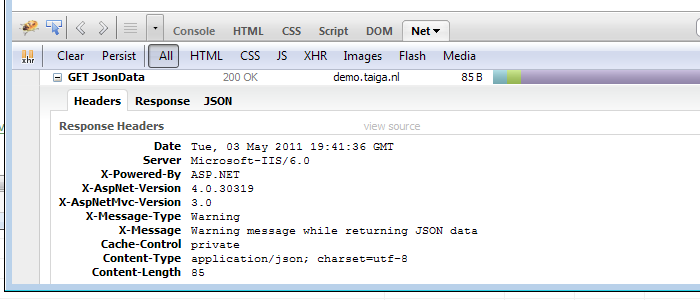 Console HTML CSS Script DOM Net
xhr Clear Persist All HTML CSS JS XHR Images Flash Media
GET JsonData 200 OK demo.taiga.nl 85 B
Headers Response JSON
Response Headers view source
Date Tue, 03 May 2011 19:41:36 GMT
Server Microsoft-IIS/6.0
X-Powered-By ASP.NET
X-AspNet-Version 4.0.30319
X-AspNetMvc-Version 3.0
X-Message-Type Warning
X-Message Warning message while returning JSON data
Cache-Control private
Content-Type application/json; charset=utf-8
Content-Length 85